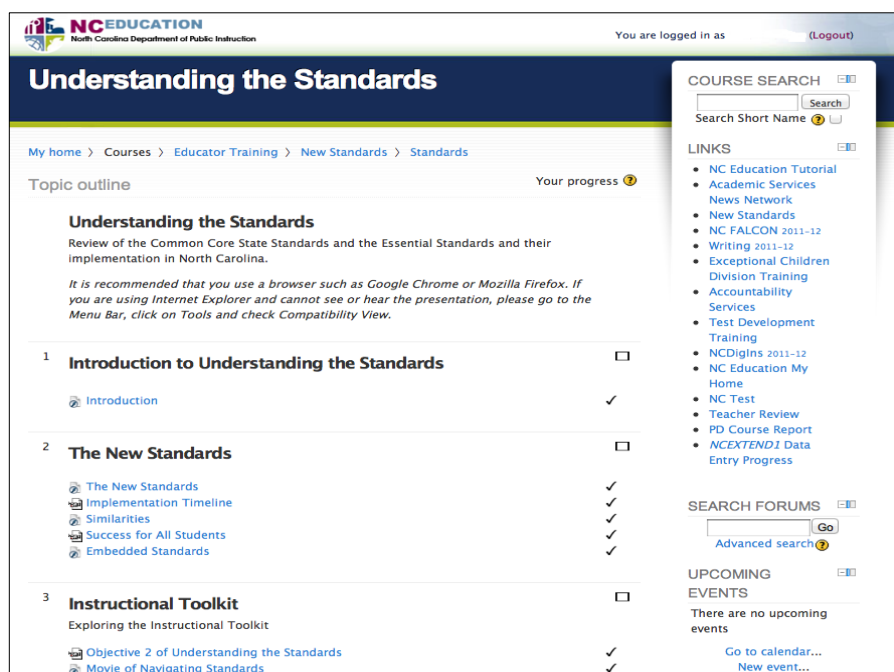 NC EDUCATION
North Carolina Department of Public Instruction
You are logged in as (Logout)
Understanding the Standards
My home > Courses > Educator Training > New Standards > Standards
Topic outline
Your progress ?
Understanding the Standards
Review of the Common Core State Standards and the Essential Standards and their
implementation in North Carolina.
It is recommended that you use a browser such as Google Chrome or Mozilla Firefox. If
you are using Internet Explorer and cannot see or hear the presentation, please go to the
Menu Bar, click on Tools and check Compatibility View.
1 Introduction to Understanding the Standards
Introduction
2 The New Standards
The New Standards
Implementation Timeline
Similarities
Success for All Students
Embedded Standards
3 Instructional Toolkit
Exploring the Instructional Toolkit
Objective 2 of Understanding the Standards
Movie of Navigating Standards
COURSE SEARCH
Search
Search Short Name ?
LINKS
NC Education Tutorial
Academic Services
News Network
New Standards
NC FALCON 2011-12
Writing 2011-12
Exceptional Children
Division Training
Accountability
Services
Test Development
Training
NCDigIns 2011-12
NC Education My
Home
NC Test
Teacher Review
PD Course Report
NCEXTEND1 Data
Entry Progress
SEARCH FORUMS
Go
Advanced search ?
UPCOMING
EVENTS
There are no upcoming
events
Go to calendar...
New event...